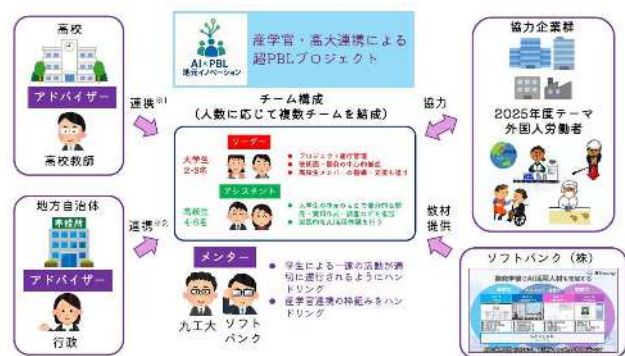 高校
アドバイザー
高校教師
連携※1
地方自治体
市役所
アドバイザー
行政
連携※2
AI×PBL
地元イノベーション
産学官・高大連携による
超PBLプロジェクト
チーム構成
(人数に応じて複数チームを結成)
大学生
2-3名
リーダー
プロジェクト進行管理
アシスタント
高校生
4-6名
メンター
九工大
ソフト
バンク
学生による一連の活動が適
切に遂行されるようにハン
ドリング
産学官連携の枠組みをハン
ドリング
協力
協力企業群
2025年度テーマ
外国人労働者
教材
提供
ソフトバンク(株)